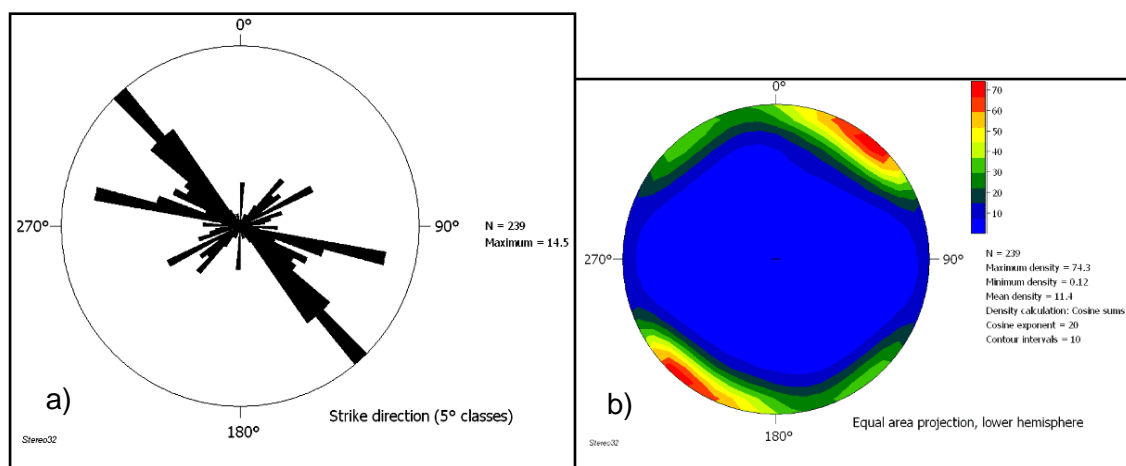 0°
270°
90°
N = 239
Maximum = 14.5
a)
Strike direction (5° classes)
180°
Stereo32
0°
70
60
50
40
30
20
10
270°
90°
N = 239
Maximum density = 74.3
Minimum density = 0.12
Mean density = 11.4
Density calculation: Cosine sums
Cosine exponent = 20
Contour intervals = 10
b)
Equal area projection, lower hemisphere
180°
Stereo32